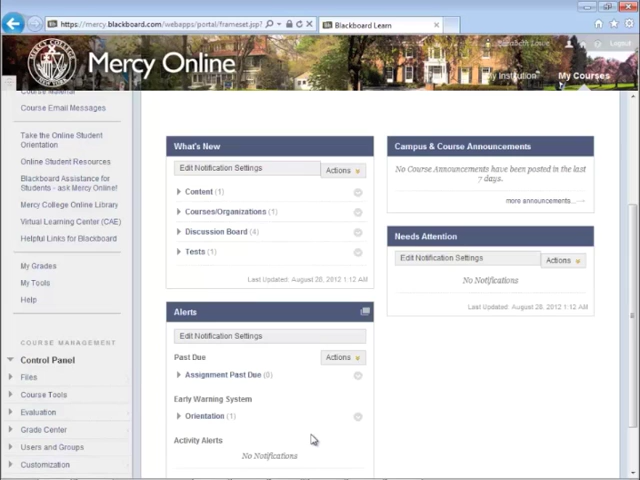 https://mercy.blackboard.com/webapps/portal/frameset.jsp?
Blackboard Learn
Logout
Mercy Online
My Institution
My Courses
Course Material
Course Email Messages
Take the Online Student
Orientation
Online Student Resources
Blackboard Assistance for
Students - ask Mercy Online!
Mercy College Online Library
Virtual Learning Center (CAE)
Helpful Links for Blackboard
My Grades
My Tools
Help
COURSE MANAGEMENT
Control Panel
Files
Course Tools
Evaluation
Grade Center
Users and Groups
Customization
What's New
Edit Notification Settings
Actions
Content (1)
Courses/Organizations (1)
Discussion Board (4)
Tests (1)
Last Updated: August 28, 2012 1:12 AM
Alerts
Edit Notification Settings
Past Due
Actions
Assignment Past Due (0)
Early Warning System
Orientation (1)
Activity Alerts
No Notifications
Campus & Course Announcements
No Course Announcements have been posted in the last
7 days.
more announcements...
Needs Attention
Edit Notification Settings
Actions
No Notifications
Last Updated: August 28, 2012 1:12 AM